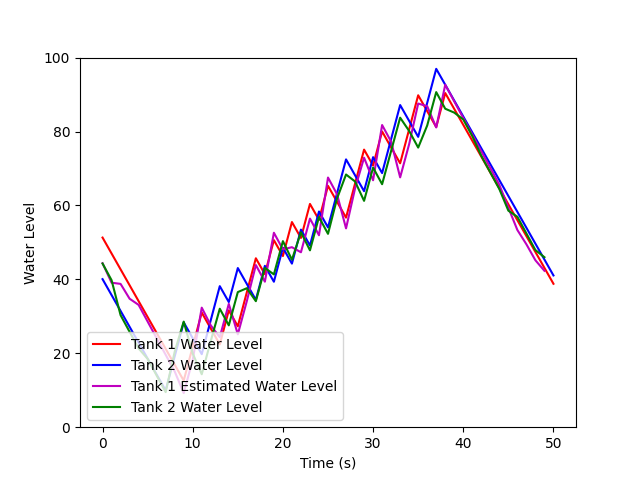 100
80
60
40
20
0
Water Level
Tank 1 Water Level
Tank 2 Water Level
Tank 1 Estimated Water Level
Tank 2 Water Level
0 10 20 30 40 50
Time (s)